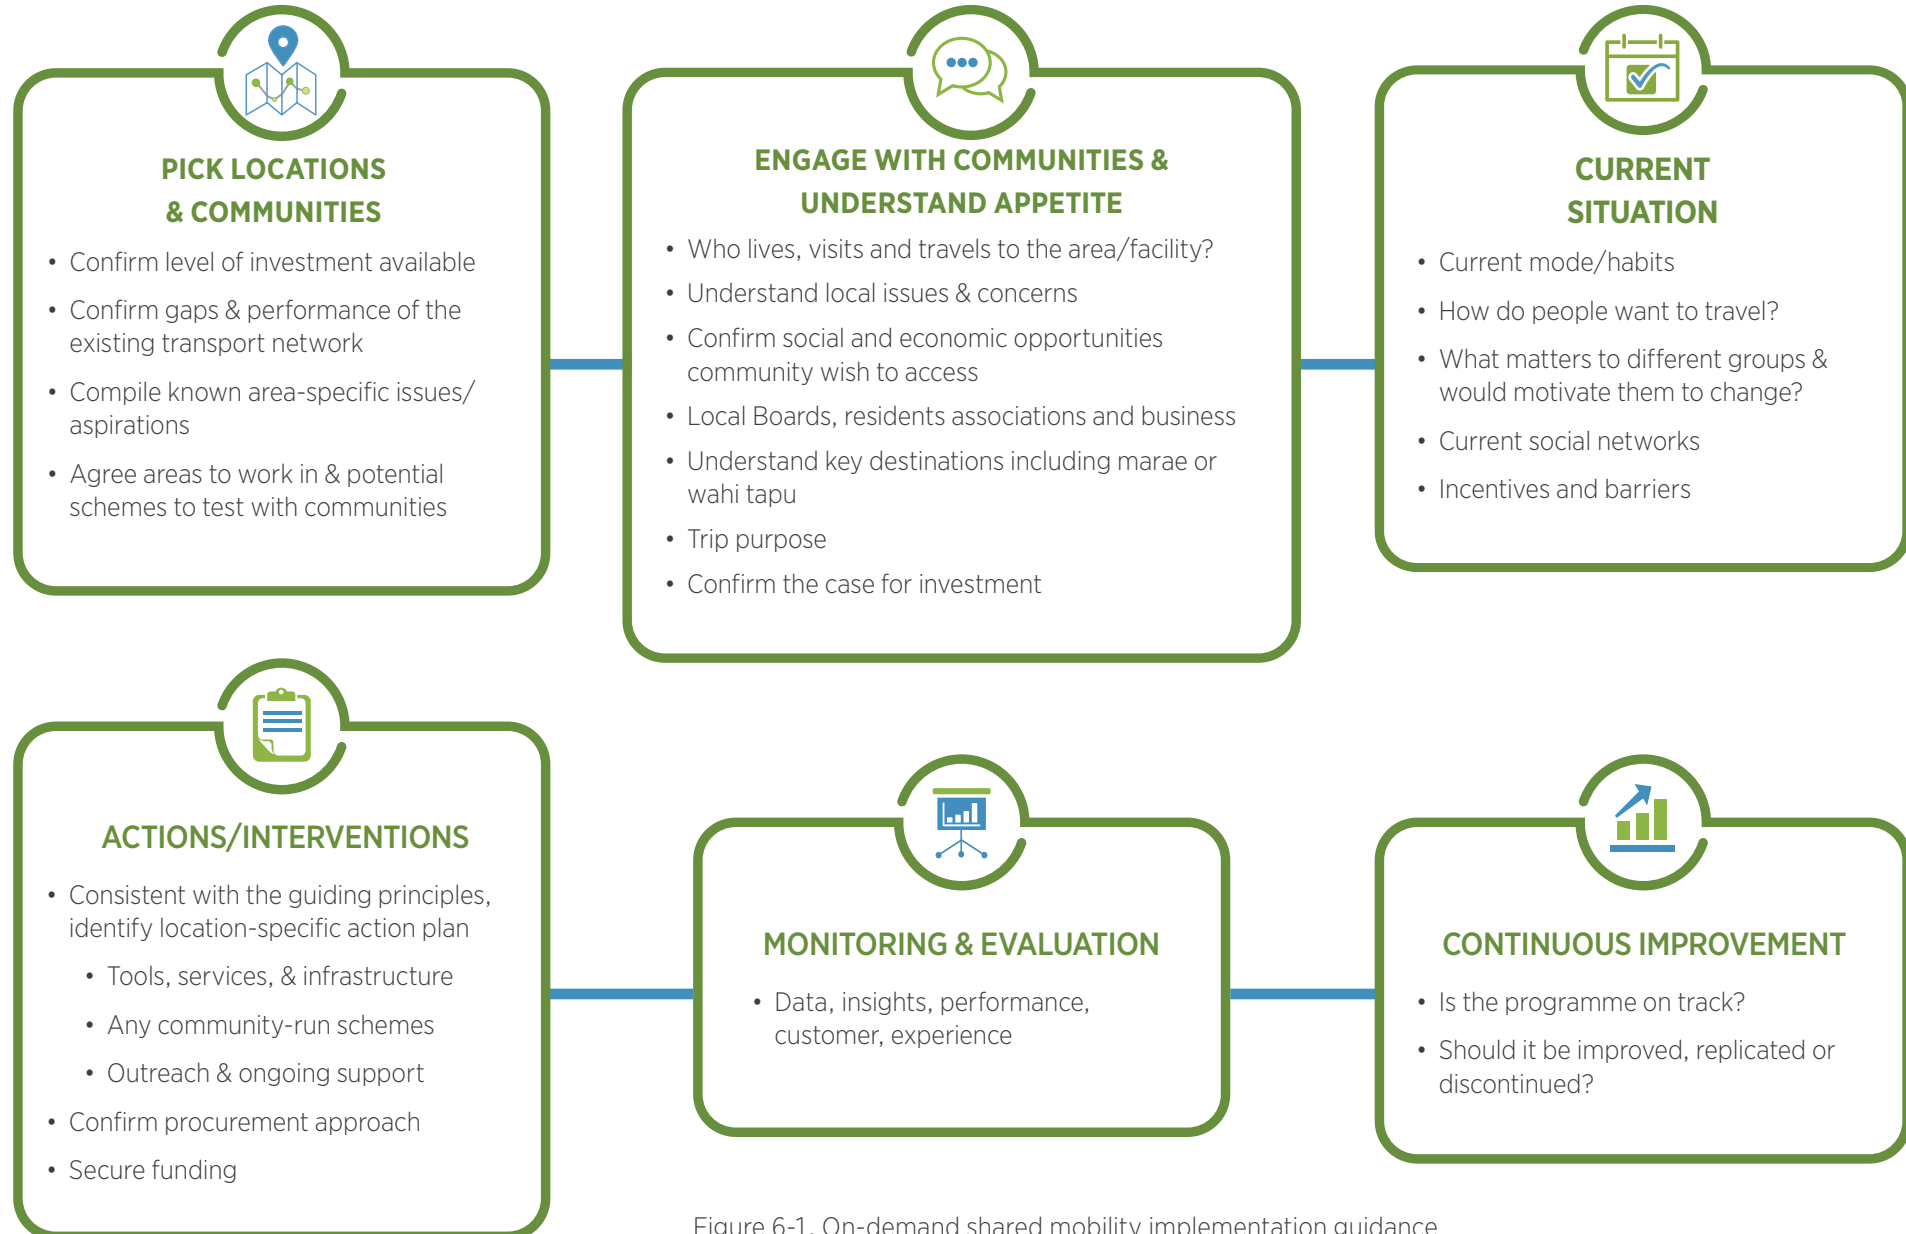 PICK LOCATIONS
& COMMUNITIES
• Confirm level of investment available
• Confirm gaps & performance of the
existing transport network
• Compile known area-specific issues/
aspirations
• Agree areas to work in & potential
schemes to test with communities
ENGAGE WITH COMMUNITIES &
UNDERSTAND APPETITE
• Who lives, visits and travels to the area/facility?
• Understand local issues & concerns
• Confirm social and economic opportunities
community wish to access
• Local Boards, residents associations and business
• Understand key destinations including marae or
wahi tapu
• Trip purpose
• Confirm the case for investment
CURRENT
SITUATION
• Current mode/habits
• How do people want to travel?
• What matters to different groups &
would motivate them to change?
• Current social networks
• Incentives and barriers
ACTIONS/INTERVENTIONS
• Consistent with the guiding principles,
identify location-specific action plan
• Tools, services, & infrastructure
• Any community-run schemes
• Outreach & ongoing support
• Confirm procurement approach
• Secure funding
MONITORING & EVALUATION
• Data, insights, performance,
customer, experience
CONTINUOUS IMPROVEMENT
• Is the programme on track?
• Should it be improved, replicated or
discontinued?
Figure 6-1. On-demand shared mobility implementation guidance